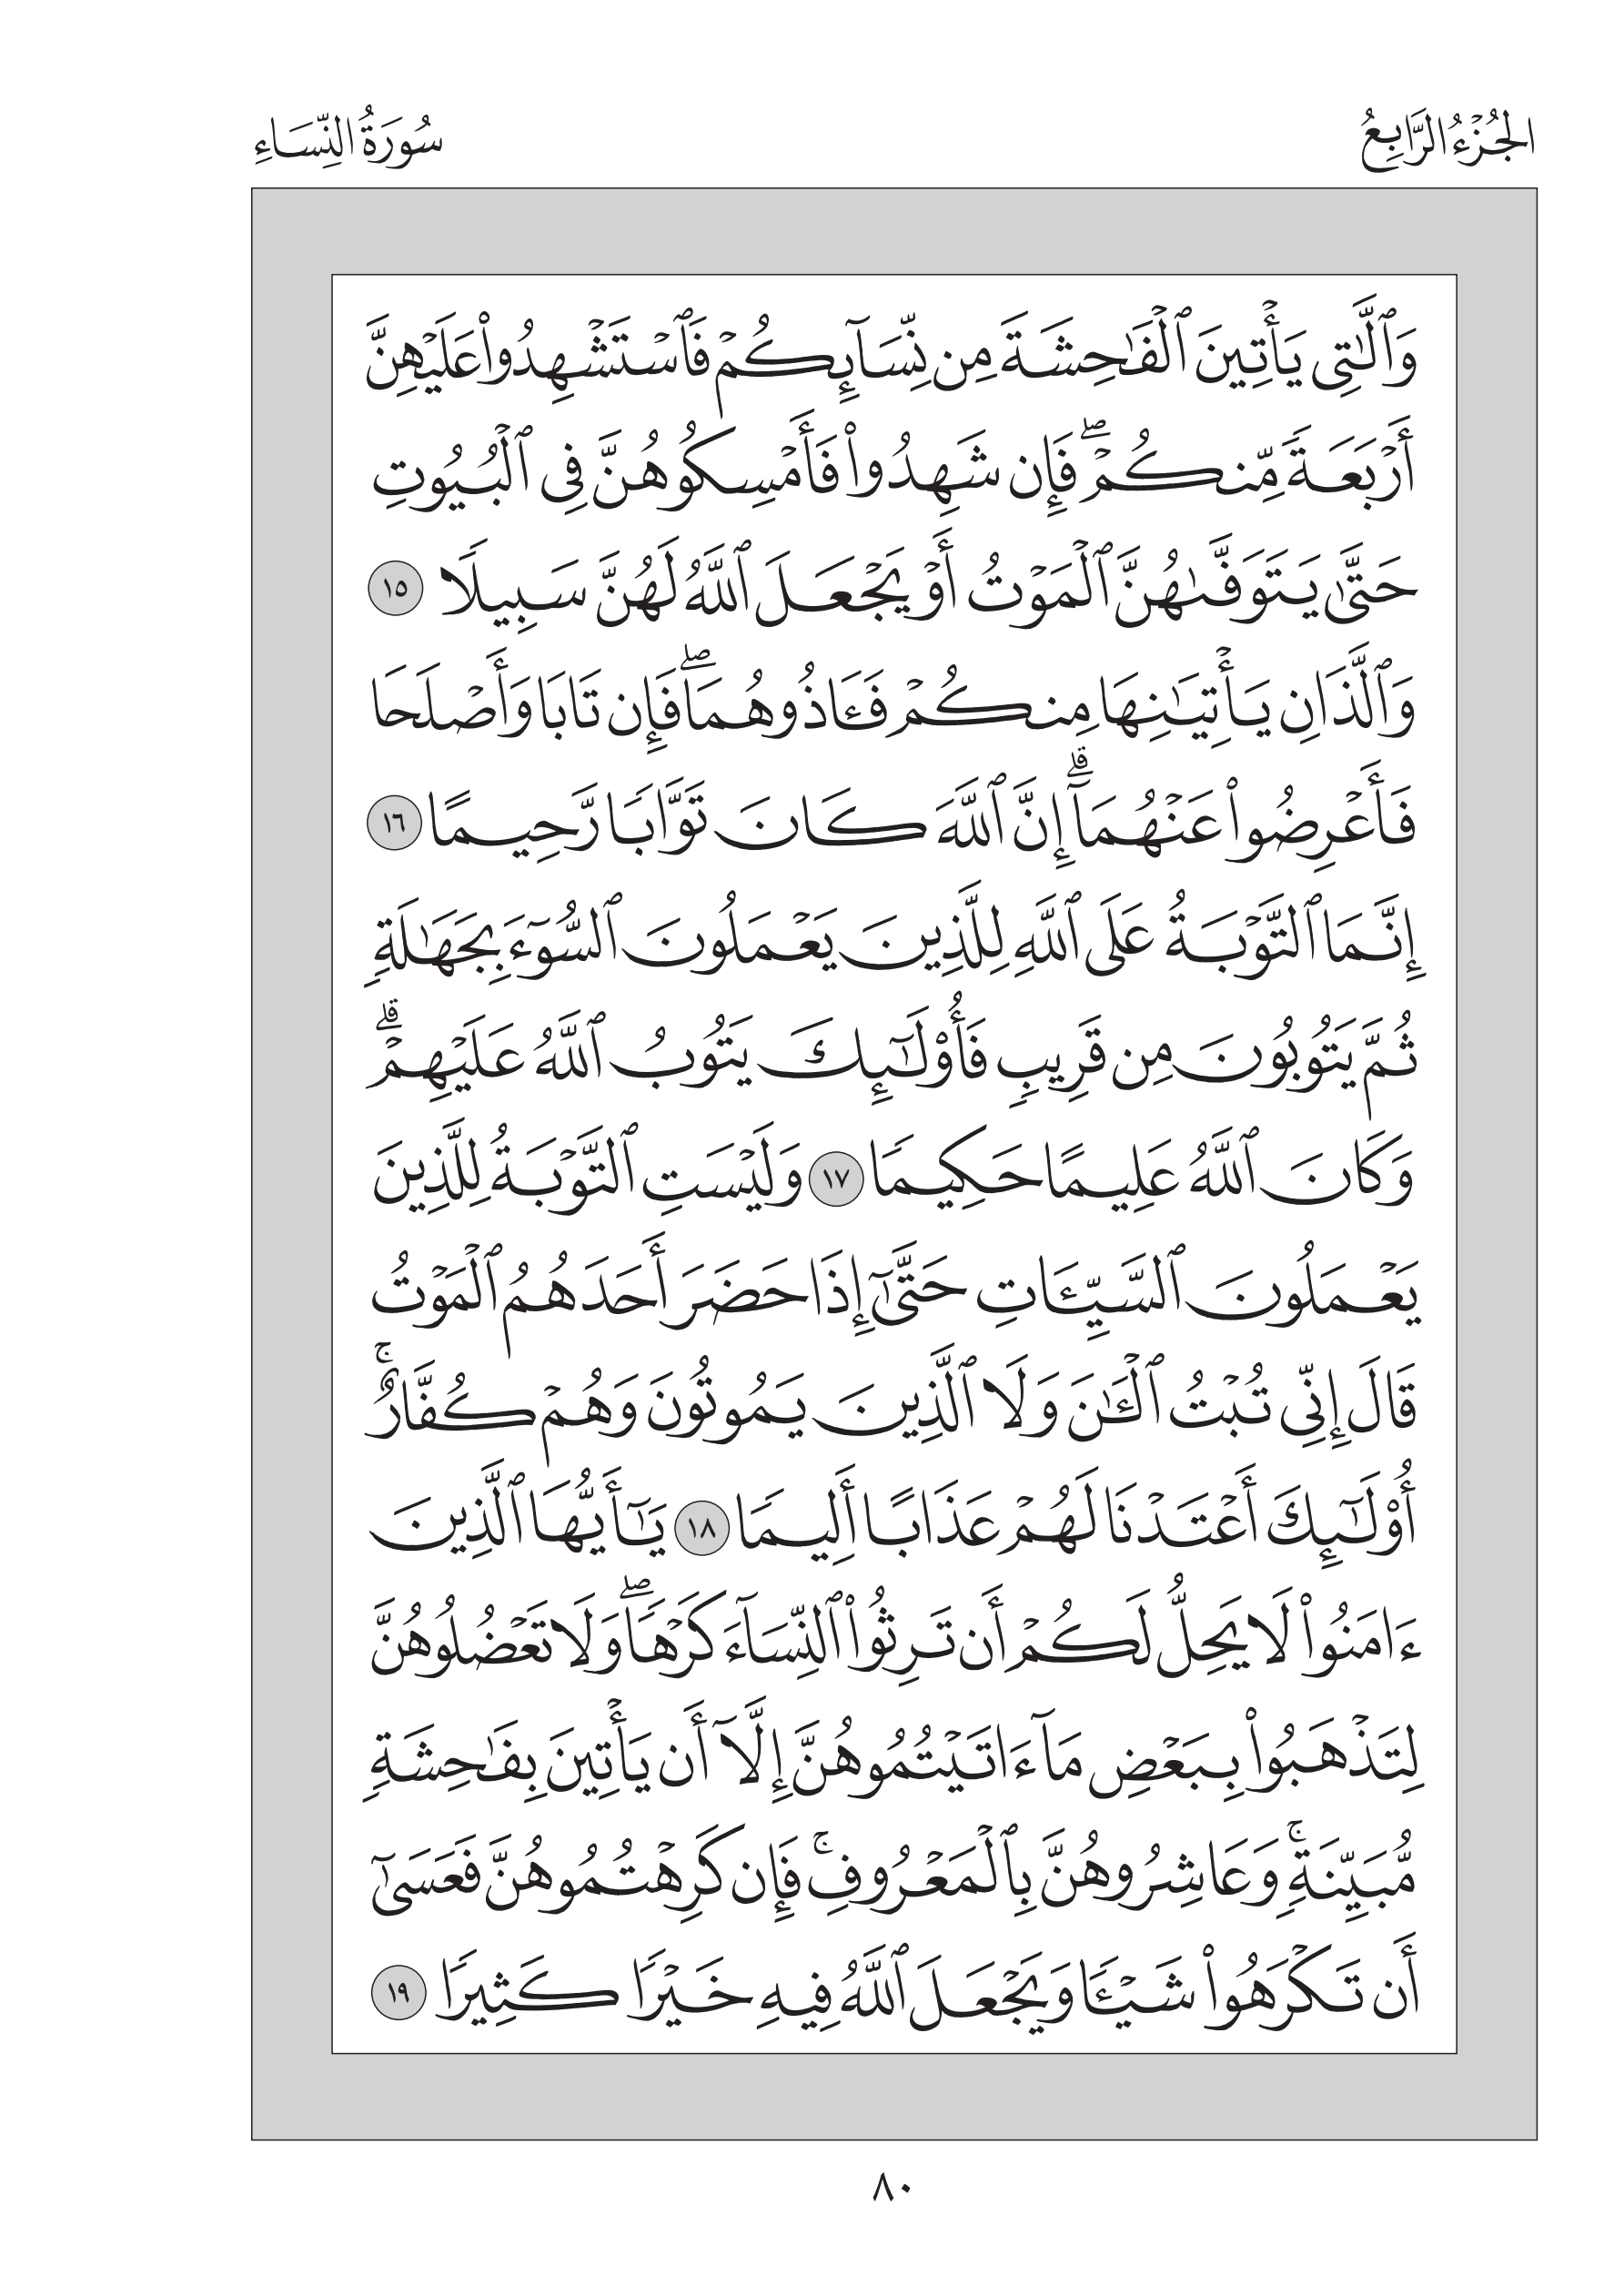 الجُزْءُ الرَّابِعُ
سُورَةُ النِّسَاءِ
وَٱلَّٰتِى يَأْتِينَ ٱلْفَٰحِشَةَ مِن نِّسَآئِكُمْ فَٱسْتَشْهِدُوا۟ عَلَيْهِنَّ
أَرْبَعَةً مِّنكُمْ ۖ فَإِن شَهِدُوا۟ فَأَمْسِكُوهُنَّ فِى ٱلْبُيُوتِ
حَتَّىٰ يَتَوَفَّىٰهُنَّ ٱلْمَوْتُ أَوْ يَجْعَلَ ٱللَّهُ لَهُنَّ سَبِيلًا ١٥
وَٱلَّذَانِ يَأْتِيَٰنِهَا مِنكُمْ فَـَٔاذُوهُمَا ۖ فَإِن تَابَا وَأَصْلَحَا
فَأَعْرِضُوا۟ عَنْهُمَآ ۗ إِنَّ ٱللَّهَ كَانَ تَوَّابًا رَّحِيمًا ١٦
إِنَّمَا ٱلتَّوْبَةُ عَلَى ٱللَّهِ لِلَّذِينَ يَعْمَلُونَ ٱلسُّوٓءَ بِجَهَٰلَةٍ
ثُمَّ يَتُوبُونَ مِن قَرِيبٍ فَأُو۟لَٰٓئِكَ يَتُوبُ ٱللَّهُ عَلَيْهِمْ ۗ
وَكَانَ ٱللَّهُ عَلِيمًا حَكِيمًا ١٧ وَلَيْسَتِ ٱلتَّوْبَةُ لِلَّذِينَ
يَعْمَلُونَ ٱلسَّيِّـَٔاتِ حَتَّىٰٓ إِذَا حَضَرَ أَحَدَهُمُ ٱلْمَوْتُ
قَالَ إِنِّى تُبْتُ ٱلْـَٰٔنَ وَلَا ٱلَّذِينَ يَمُوتُونَ وَهُمْ كُفَّارٌ ۚ
أُو۟لَٰٓئِكَ أَعْتَدْنَا لَهُمْ عَذَابًا أَلِيمًا ١٨ يَٰٓأَيُّهَا ٱلَّذِينَ
ءَامَنُوا۟ لَا يَحِلُّ لَكُمْ أَن تَرِثُوا۟ ٱلنِّسَآءَ كَرْهًا ۖ وَلَا تَعْضُلُوهُنَّ
لِتَذْهَبُوا۟ بِبَعْضِ مَآ ءَاتَيْتُمُوهُنَّ إِلَّآ أَن يَأْتِينَ بِفَٰحِشَةٍ
مُّبَيِّنَةٍ ۚ وَعَاشِرُوهُنَّ بِٱلْمَعْرُوفِ ۚ فَإِن كَرِهْتُمُوهُنَّ فَعَسَىٰٓ
أَن تَكْرَهُوا۟ شَيْـًٔا وَيَجْعَلَ ٱللَّهُ فِيهِ خَيْرًا كَثِيرًا ١٩
٨٠